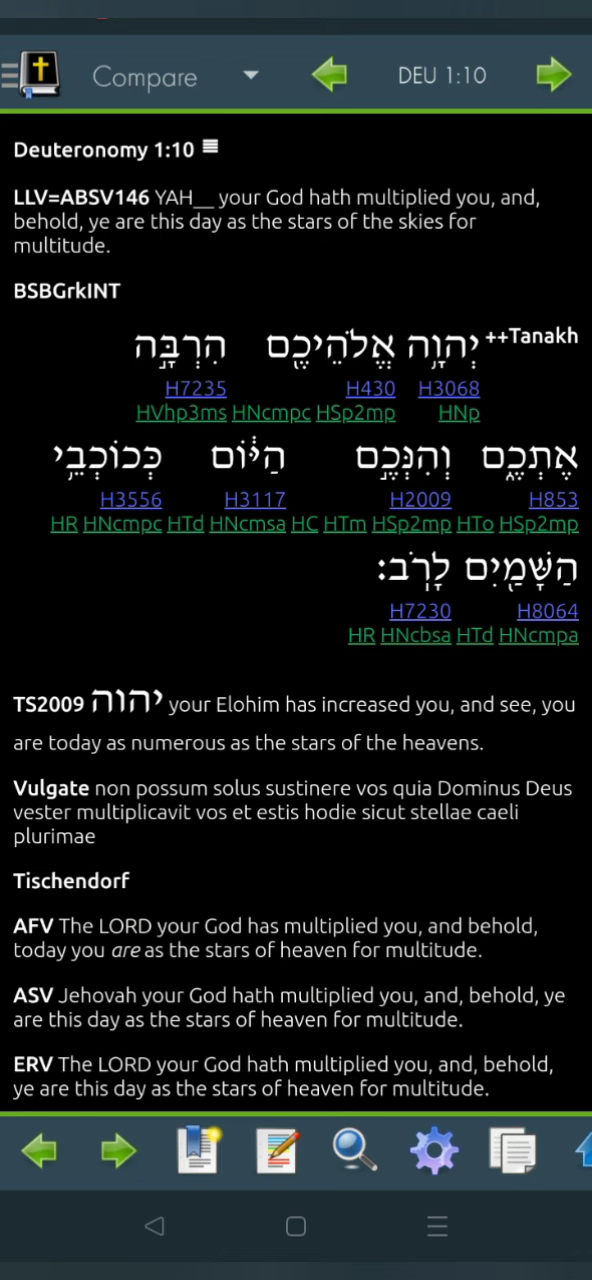 Compare
DEU 1:10
Deuteronomy 1:10
LLV=ABSV146 YAH__ your God hath multiplied you, and,
behold, ye are this day as the stars of the skies for
multitude.
BSBGrkINT
++Tanakh יְהוָ֥ה אֱלֹהֵיכֶ֖ם הִרְבָּ֣ה
H3068 H430 H7235
HNp HNcmpc HSp2mp HVhp3ms
אֶתְכֶ֑ם וְהִנְּכֶ֣ם הַיּ֔וֹם כְּכוֹכְבֵ֥י
H853 H2009 H3117 H3556
HR HNcmpc HTd HNcmsa HC HTm HSp2mp HTo HSp2mp
הַשָּׁמַ֖יִם לָרֹֽב׃
H8064 H7230
HR HNcbsa HTd HNcmpa
TS2009 יהוה your Elohim has increased you, and see, you
are today as numerous as the stars of the heavens.
Vulgate non possum solus sustinere vos quia Dominus Deus
vester multiplicavit vos et estis hodie sicut stellae caeli
plurimae
Tischendorf
AFV The LORD your God has multiplied you, and behold,
today you are as the stars of heaven for multitude.
ASV Jehovah your God hath multiplied you, and, behold, ye
are this day as the stars of heaven for multitude.
ERV The LORD your God hath multiplied you, and, behold,
ye are this day as the stars of heaven for multitude.